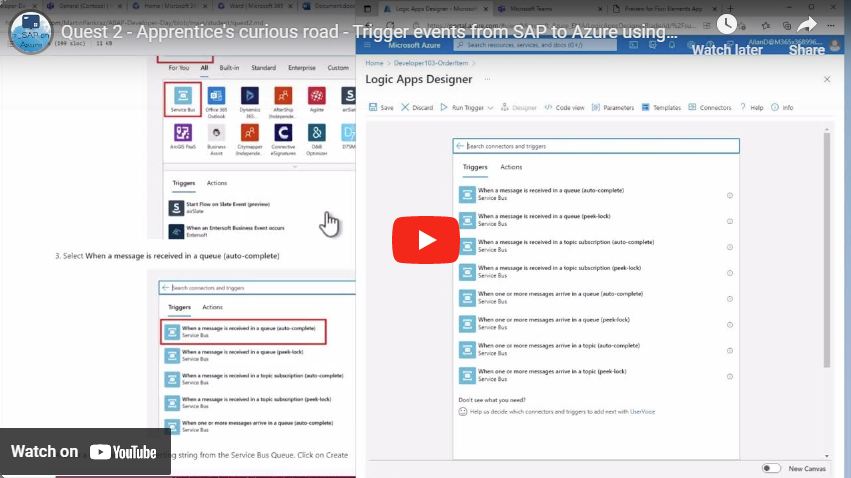 Quest 2 - Apprentice's curious road - Trigger events from SAP to Azure using...
Watch later
Share
SAP on
Azure
For You All Built-in Standard Enterprise Custom
Service Bus
Office 365
Outlook
Dynamics
365...
AfterShip
(Independe...
Agilite
airSlate
ArcGIS PaaS
Business
Assist
Citymapper
(Independe...
Connective
eSignatures
D&B
Optimizer
Triggers Actions
Start Flow on Slate Event (preview)
airSlate
When an Entersoft Business Event occurs
Entersoft
3. Select When a message is received in a queue (auto-complete)
Search connectors and triggers
Triggers Actions
When a message is received in a queue (auto-complete)
Service Bus
When a message is received in a queue (peek-lock)
Service Bus
When a message is received in a topic subscription (auto-complete)
Service Bus
When a message is received in a topic subscription (peek-lock)
Service Bus
When one or more messages arrive in a queue (auto-complete)
Service Bus
string from the Service Bus Queue. Click on Create
Watch on YouTube
Logic Apps Designer
Microsoft Teams
Preview for Fiori Elements App
Microsoft Azure
Search resources, services, and docs (G+/)
Home > Developer103-OrderItem >
Logic Apps Designer ...
Save Discard Run Trigger Designer Code view Parameters Templates Connectors Help Info
Search connectors and triggers
Triggers Actions
When a message is received in a queue (auto-complete)
Service Bus
When a message is received in a queue (peek-lock)
Service Bus
When a message is received in a topic subscription (auto-complete)
Service Bus
When a message is received in a topic subscription (peek-lock)
Service Bus
When one or more messages arrive in a queue (auto-complete)
Service Bus
When one or more messages arrive in a queue (peek-lock)
Service Bus
When one or more messages arrive in a topic (auto-complete)
Service Bus
When one or more messages arrive in a topic (peek-lock)
Service Bus
Don't see what you need?
Help us decide which connectors and triggers to add next with UserVoice
New Canvas